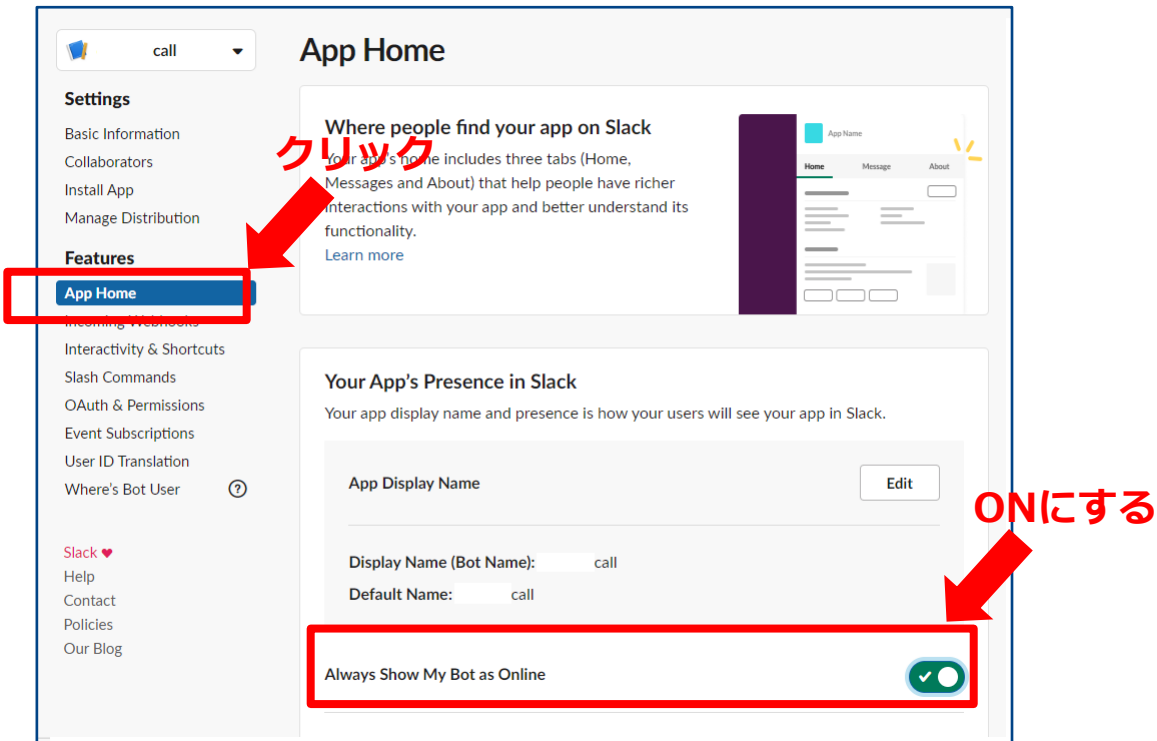 call
Settings
Basic Information
Collaborators
Install App
Manage Distribution
Features
App Home
Incoming Webhooks
Interactivity & Shortcuts
Slash Commands
OAuth & Permissions
Event Subscriptions
User ID Translation
Where's Bot User
Slack ♥
Help
Contact
Policies
Our Blog
クリック
App Home
Where people find your app on Slack
Your app's home includes three tabs (Home,
Messages and About) that help people have richer
interactions with your app and better understand its
functionality.
Learn more
App Name
Home Message About
Your App's Presence in Slack
Your app display name and presence is how your users will see your app in Slack.
App Display Name
Edit
ONにする
Display Name (Bot Name): call
Default Name: call
Always Show My Bot as Online